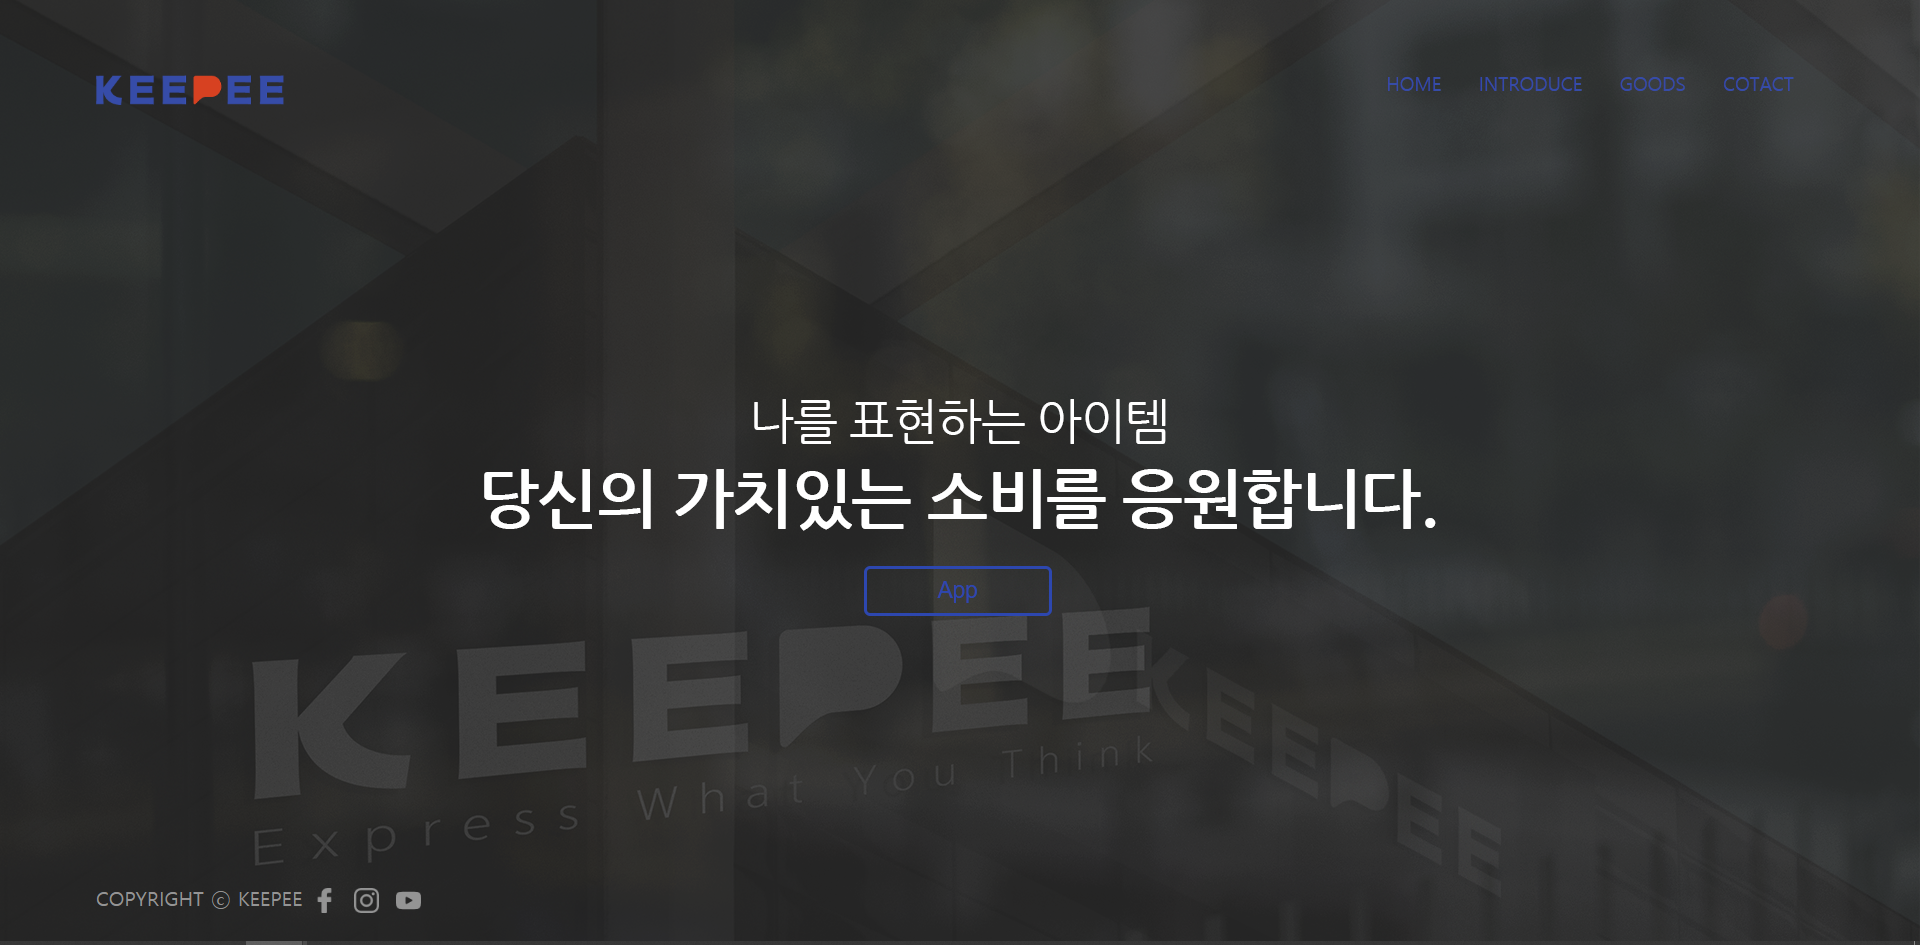 KEEPEE
HOME INTRODUCE GOODS COTACT
나를 표현하는 아이템
당신의 가치있는 소비를 응원합니다.
App
KEEPEE
Express What You Think
KEEPEE
COPYRIGHT ⓒ KEEPEE